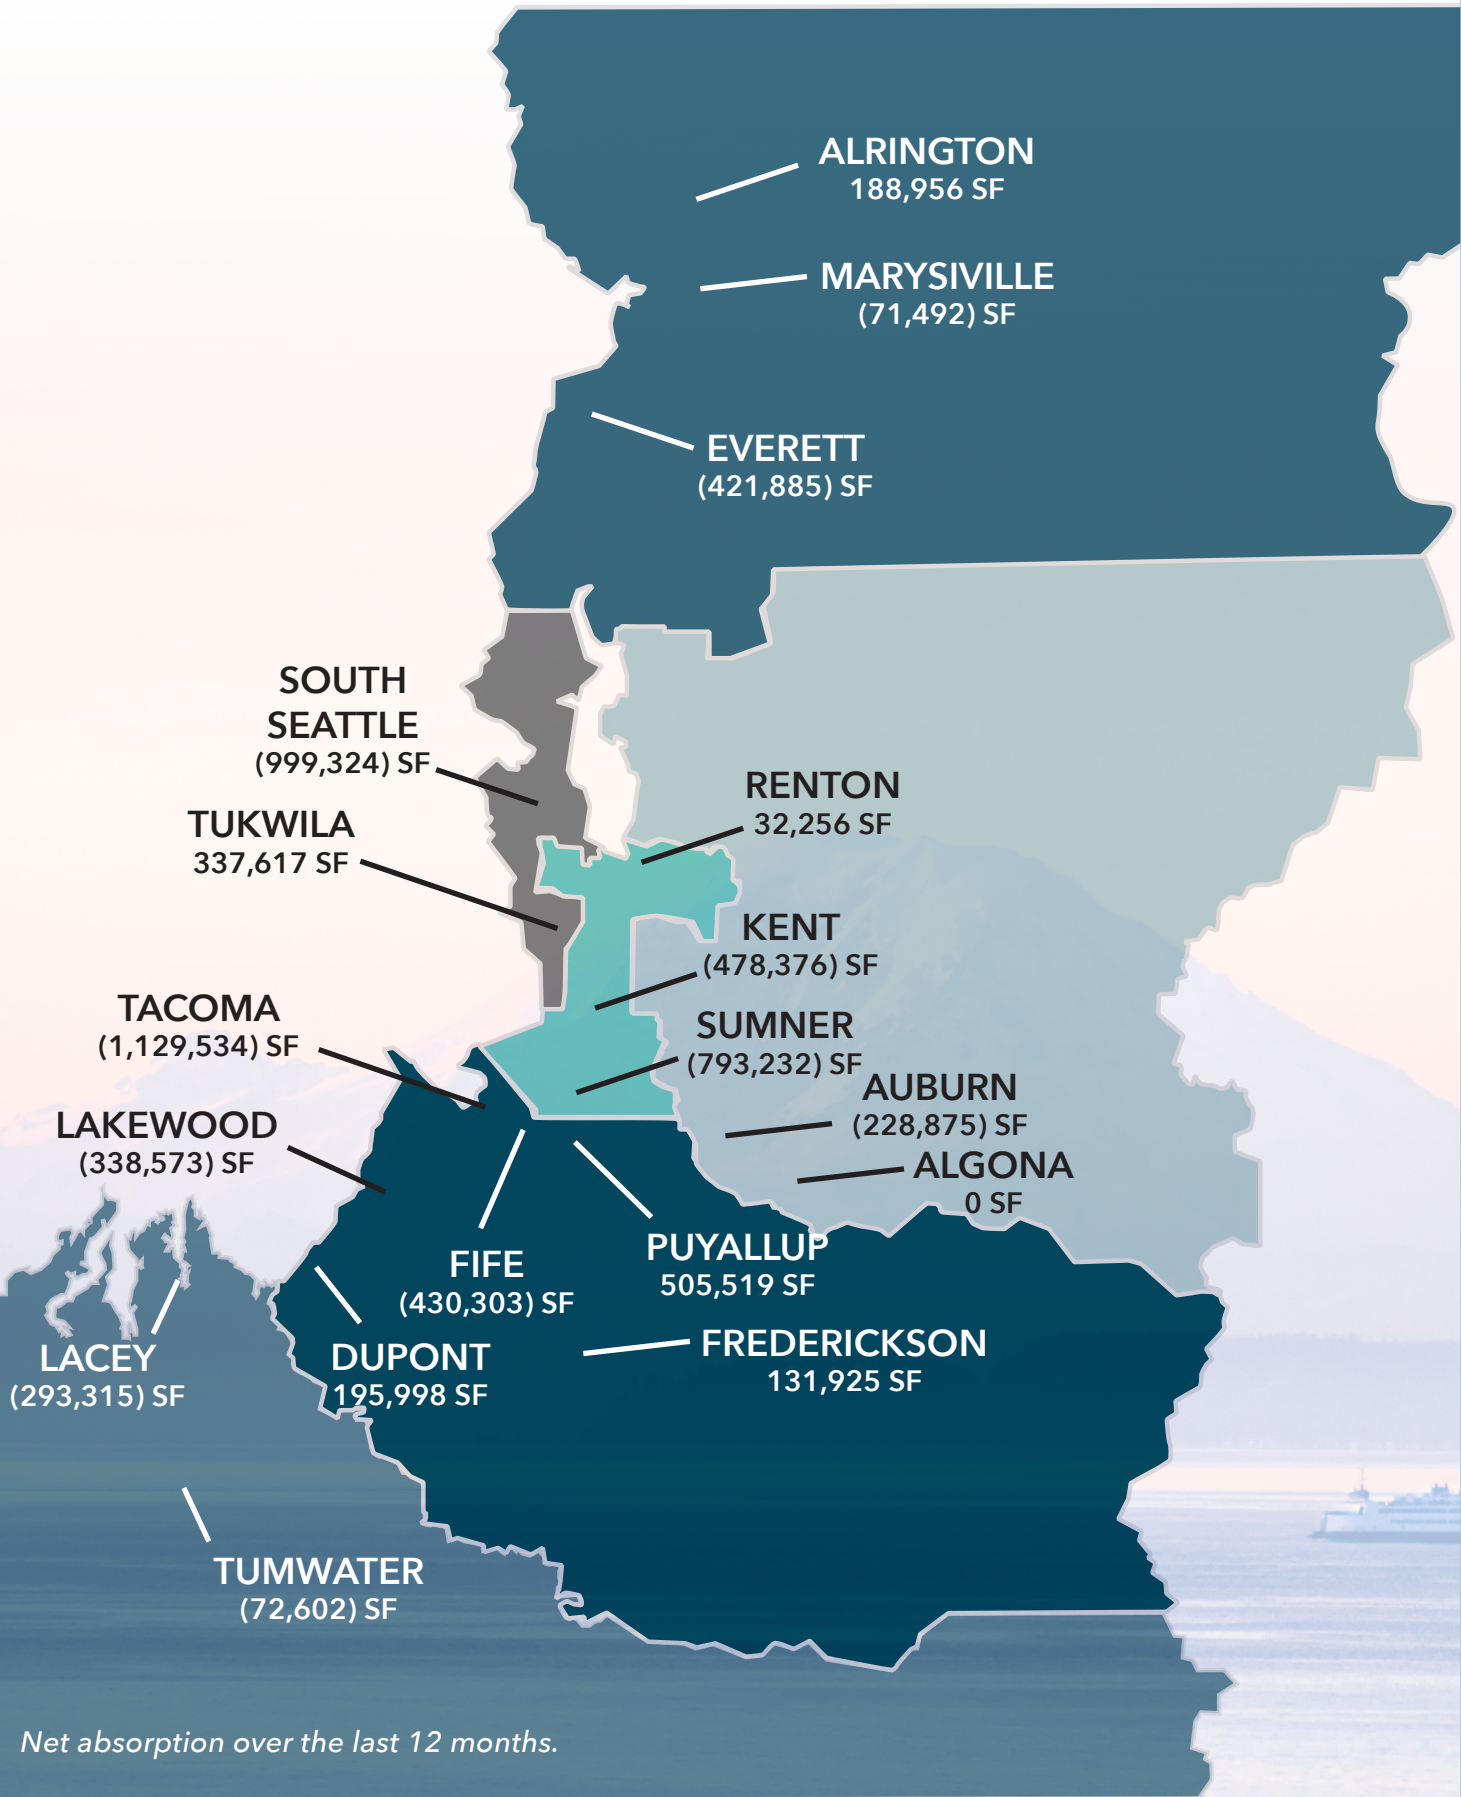 ALRINGTON
188,956 SF
MARYSIVILLE
(71,492) SF
EVERETT
(421,885) SF
SOUTH
SEATTLE
(999,324) SF
TUKWILA
337,617 SF
RENTON
32,256 SF
KENT
(478,376) SF
TACOMA
(1,129,534) SF
SUMNER
(793,232) SF
AUBURN
(228,875) SF
LAKEWOOD
(338,573) SF
ALGONA
0 SF
FIFE
(430,303) SF
PUYALLUP
505,519 SF
LACEY
(293,315) SF
DUPONT
195,998 SF
FREDERICKSON
131,925 SF
TUMWATER
(72,602) SF
Net absorption over the last 12 months.